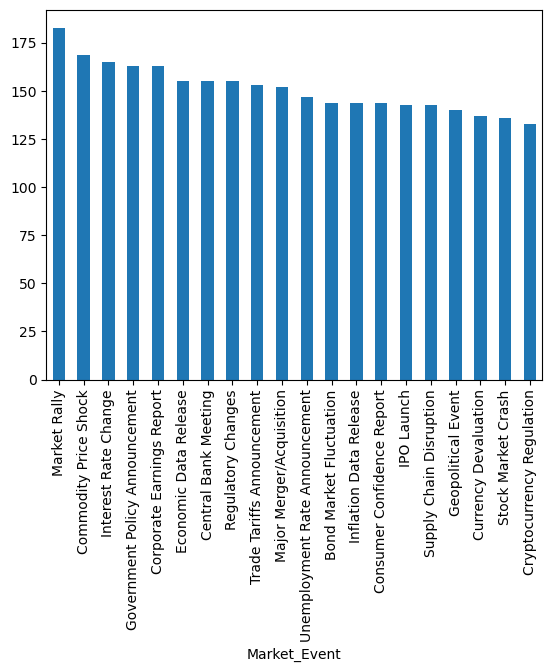 175
150
125
100
75
50
25
0
Market Rally
Commodity Price Shock
Interest Rate Change
Government Policy Announcement
Corporate Earnings Report
Economic Data Release
Central Bank Meeting
Regulatory Changes
Trade Tariffs Announcement
Major Merger/Acquisition
Unemployment Rate Announcement
Bond Market Fluctuation
Inflation Data Release
Consumer Confidence Report
IPO Launch
Supply Chain Disruption
Geopolitical Event
Currency Devaluation
Stock Market Crash
Cryptocurrency Regulation
Market_Event